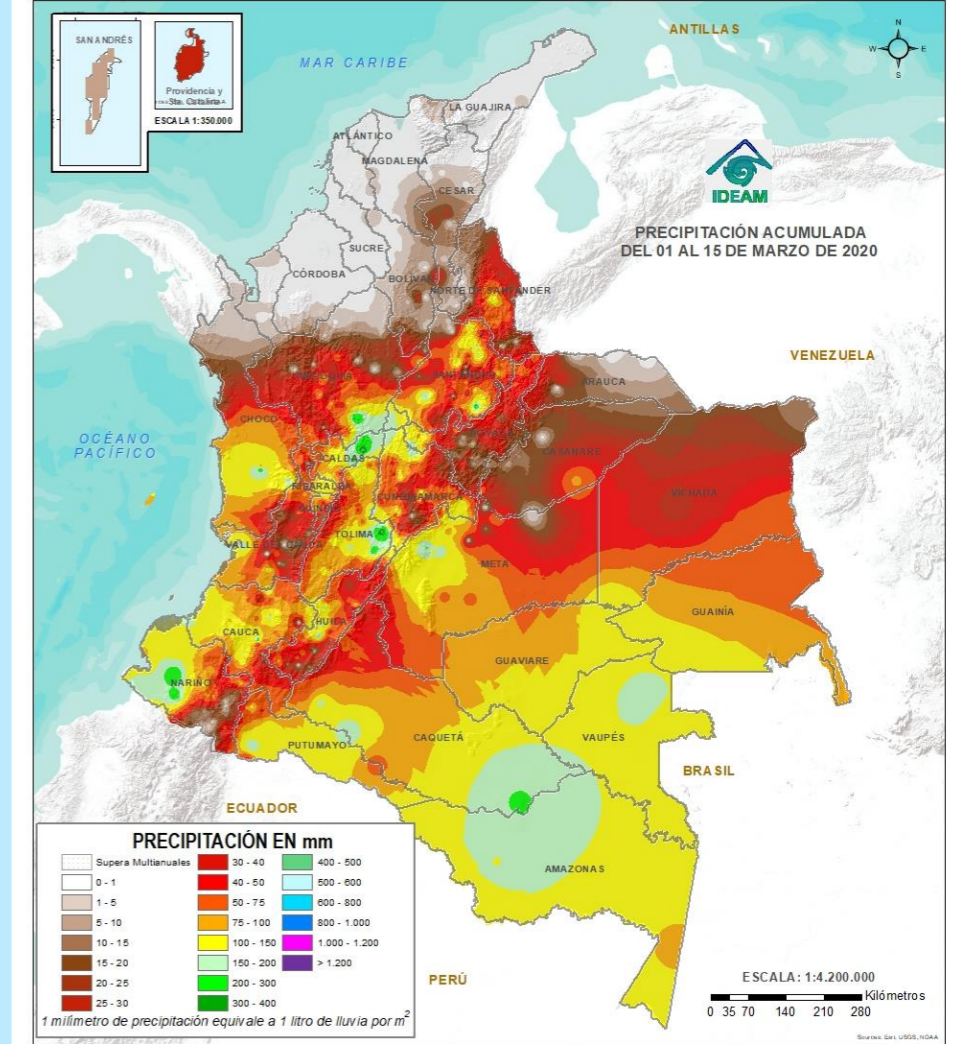 SAN ANDRÉS
Providencia y
Sta. Catalina
ESCALA 1:350.000
MAR CARIBE
ANTILLAS
N
W
E
S
IDEAM
PRECIPITACIÓN ACUMULADA
DEL 01 AL 15 DE MARZO DE 2020
LA GUAJIRA
ATLÁNTICO
MAGDALENA
CESAR
SUCRE
CÓRDOBA
BOLÍVAR
NORTE DE SANTANDER
VENEZUELA
ARAUCA
CHOCÓ
OCÉANO
PACÍFICO
CALDAS
CASANARE
RISARALDA
CUNDINAMARCA
VICHADA
TOLIMA
META
GUAINÍA
CAUCA
HUILA
GUAVIARE
NARIÑO
PUTUMAYO
CAQUETÁ
VAUPÉS
BRASIL
ECUADOR
AMAZONAS
PERÚ
PRECIPITACIÓN EN mm
Supera Multianuales
0 - 1
1 - 5
5 - 10
10 - 15
15 - 20
20 - 25
25 - 30
30 - 40
40 - 50
50 - 75
75 - 100
100 - 150
150 - 200
200 - 300
300 - 400
400 - 500
500 - 600
600 - 800
800 - 1.000
1.000 - 1.200
> 1.200
1 milímetro de precipitación equivale a 1 litro de lluvia por m²
ESCALA: 1:4.200.000
Kilómetros
0 35 70 140 210 280
Sources: Esri, USGS, NOAA